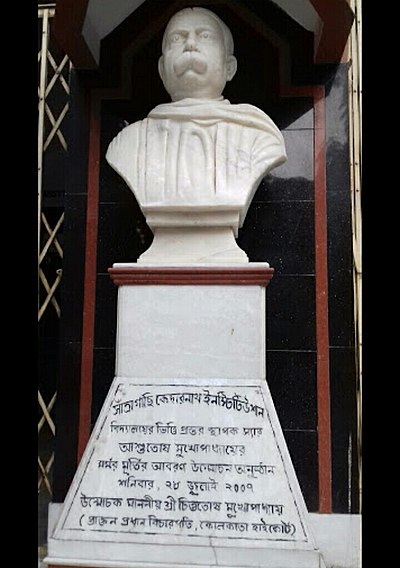 সাঁত্রাগাছি কেদারনাথ ইনস্টিটিউশন
বিদ্যালয়ের ভিত্তি প্রস্তর স্থাপক স্যার
আশুতোষ মুখোপাধ্যায়ের
মর্মর মূর্তির আবরণ উন্মোচন অনুষ্ঠান
শনিবার, ২৮ জুলাই ২০০৭
উন্মোচক মাননীয় শ্রী চিত্ততোষ মুখোপাধ্যায়
(প্রাক্তন প্রধান বিচারপতি, কোলকাতা হাইকোর্ট)